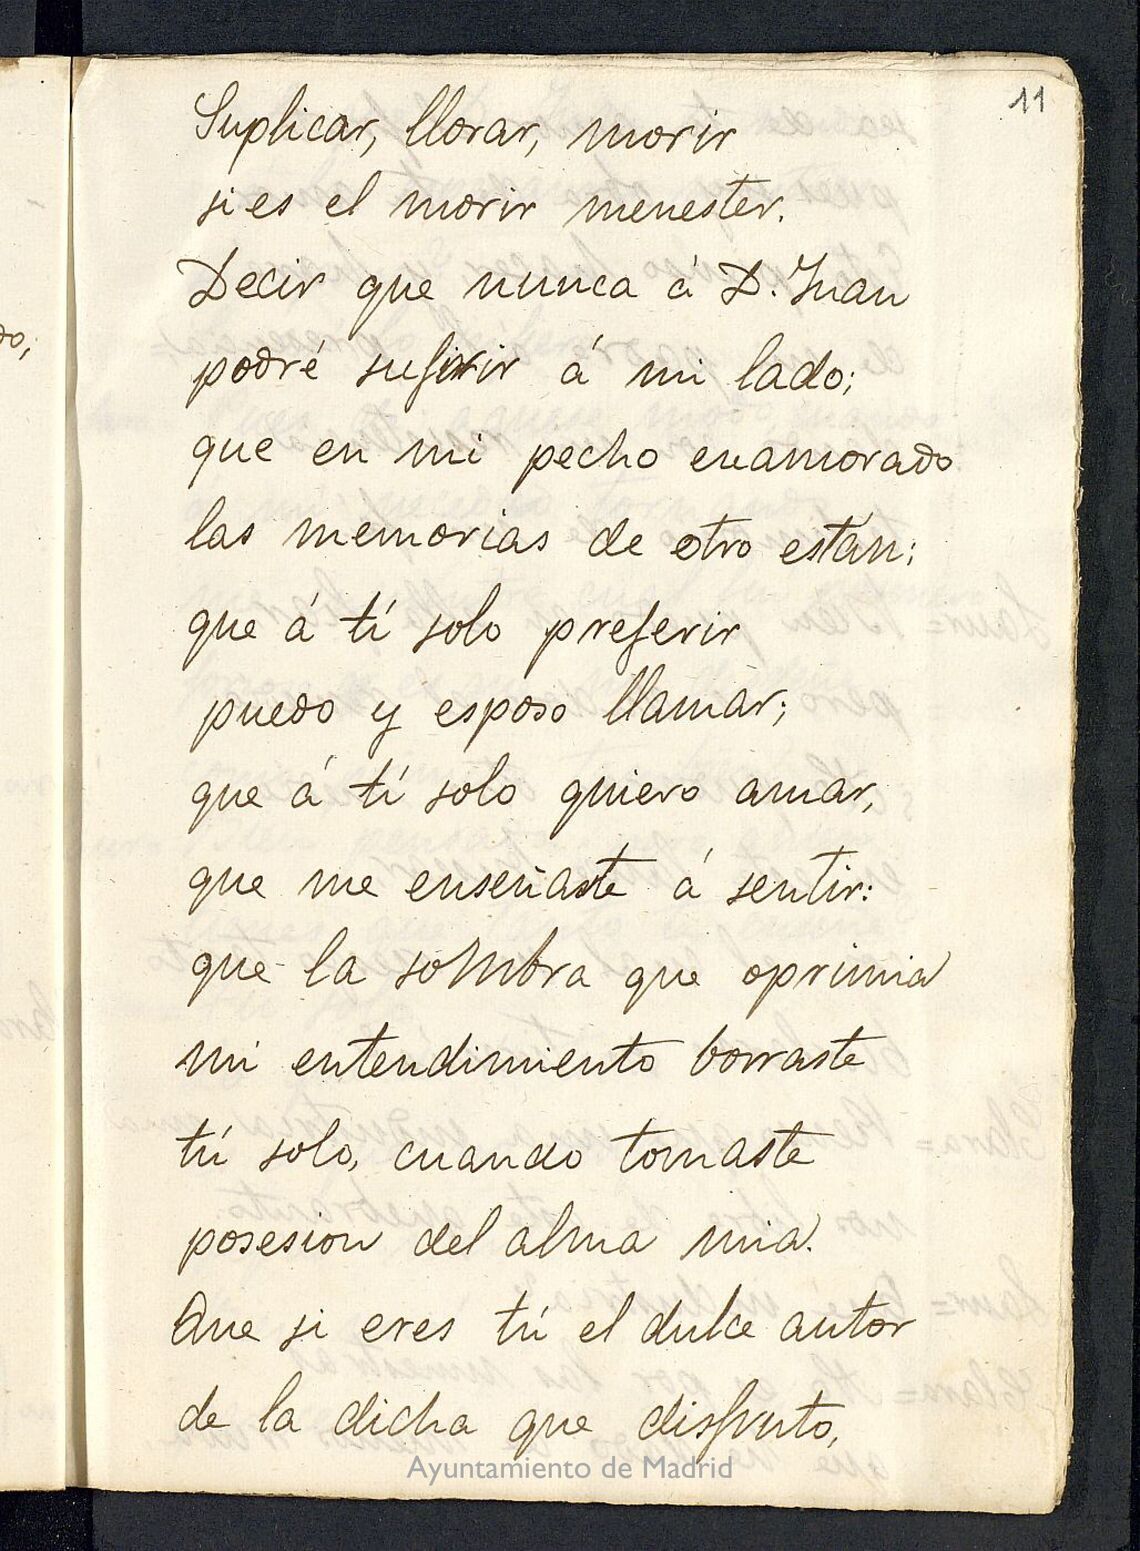 11
Suplicar, llorar, morir
si es el morir menester.
Decir que nunca á D. Juan
podré sufrir á mi lado;
que en mi pecho enamorado
las memorias de otro están;
que á tí solo preferir
puedo y esposo llamar;
que á tí solo quiero amar,
que me enseñaste á sentir:
que la sombra que oprimia
mi entendimiento borraste
tú solo, cuando tomaste
posesion del alma mia.
Que si eres tú el dulce autor
de la dicha que disfruto,
do,
Ayuntamiento de Madrid